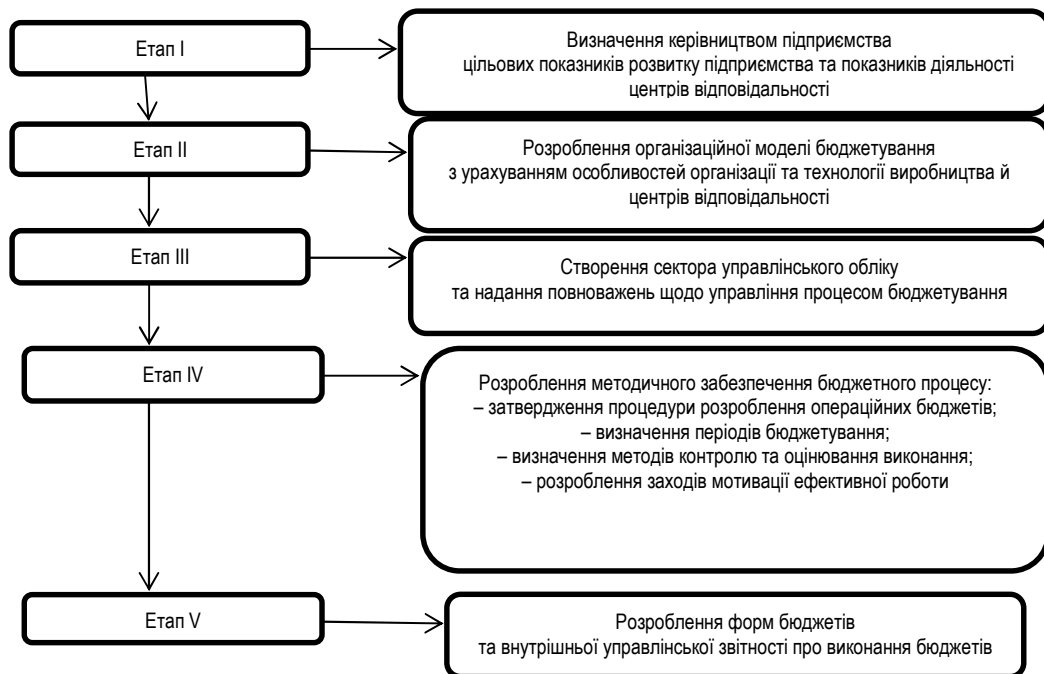 Етап I
Визначення керівництвом підприємства
цільових показників розвитку підприємства та показників діяльності
центрів відповідальності
Етап II
Розроблення організаційної моделі бюджетування
з урахуванням особливостей організації та технології виробництва й
центрів відповідальності
Етап III
Створення сектора управлінського обліку
та надання повноважень щодо управління процесом бюджетування
Етап IV
Розроблення методичного забезпечення бюджетного процесу:
– затвердження процедури розроблення операційних бюджетів;
– визначення періодів бюджетування;
– визначення методів контролю та оцінювання виконання;
– розроблення заходів мотивації ефективної роботи
Етап V
Розроблення форм бюджетів
та внутрішньої управлінської звітності про виконання бюджетів